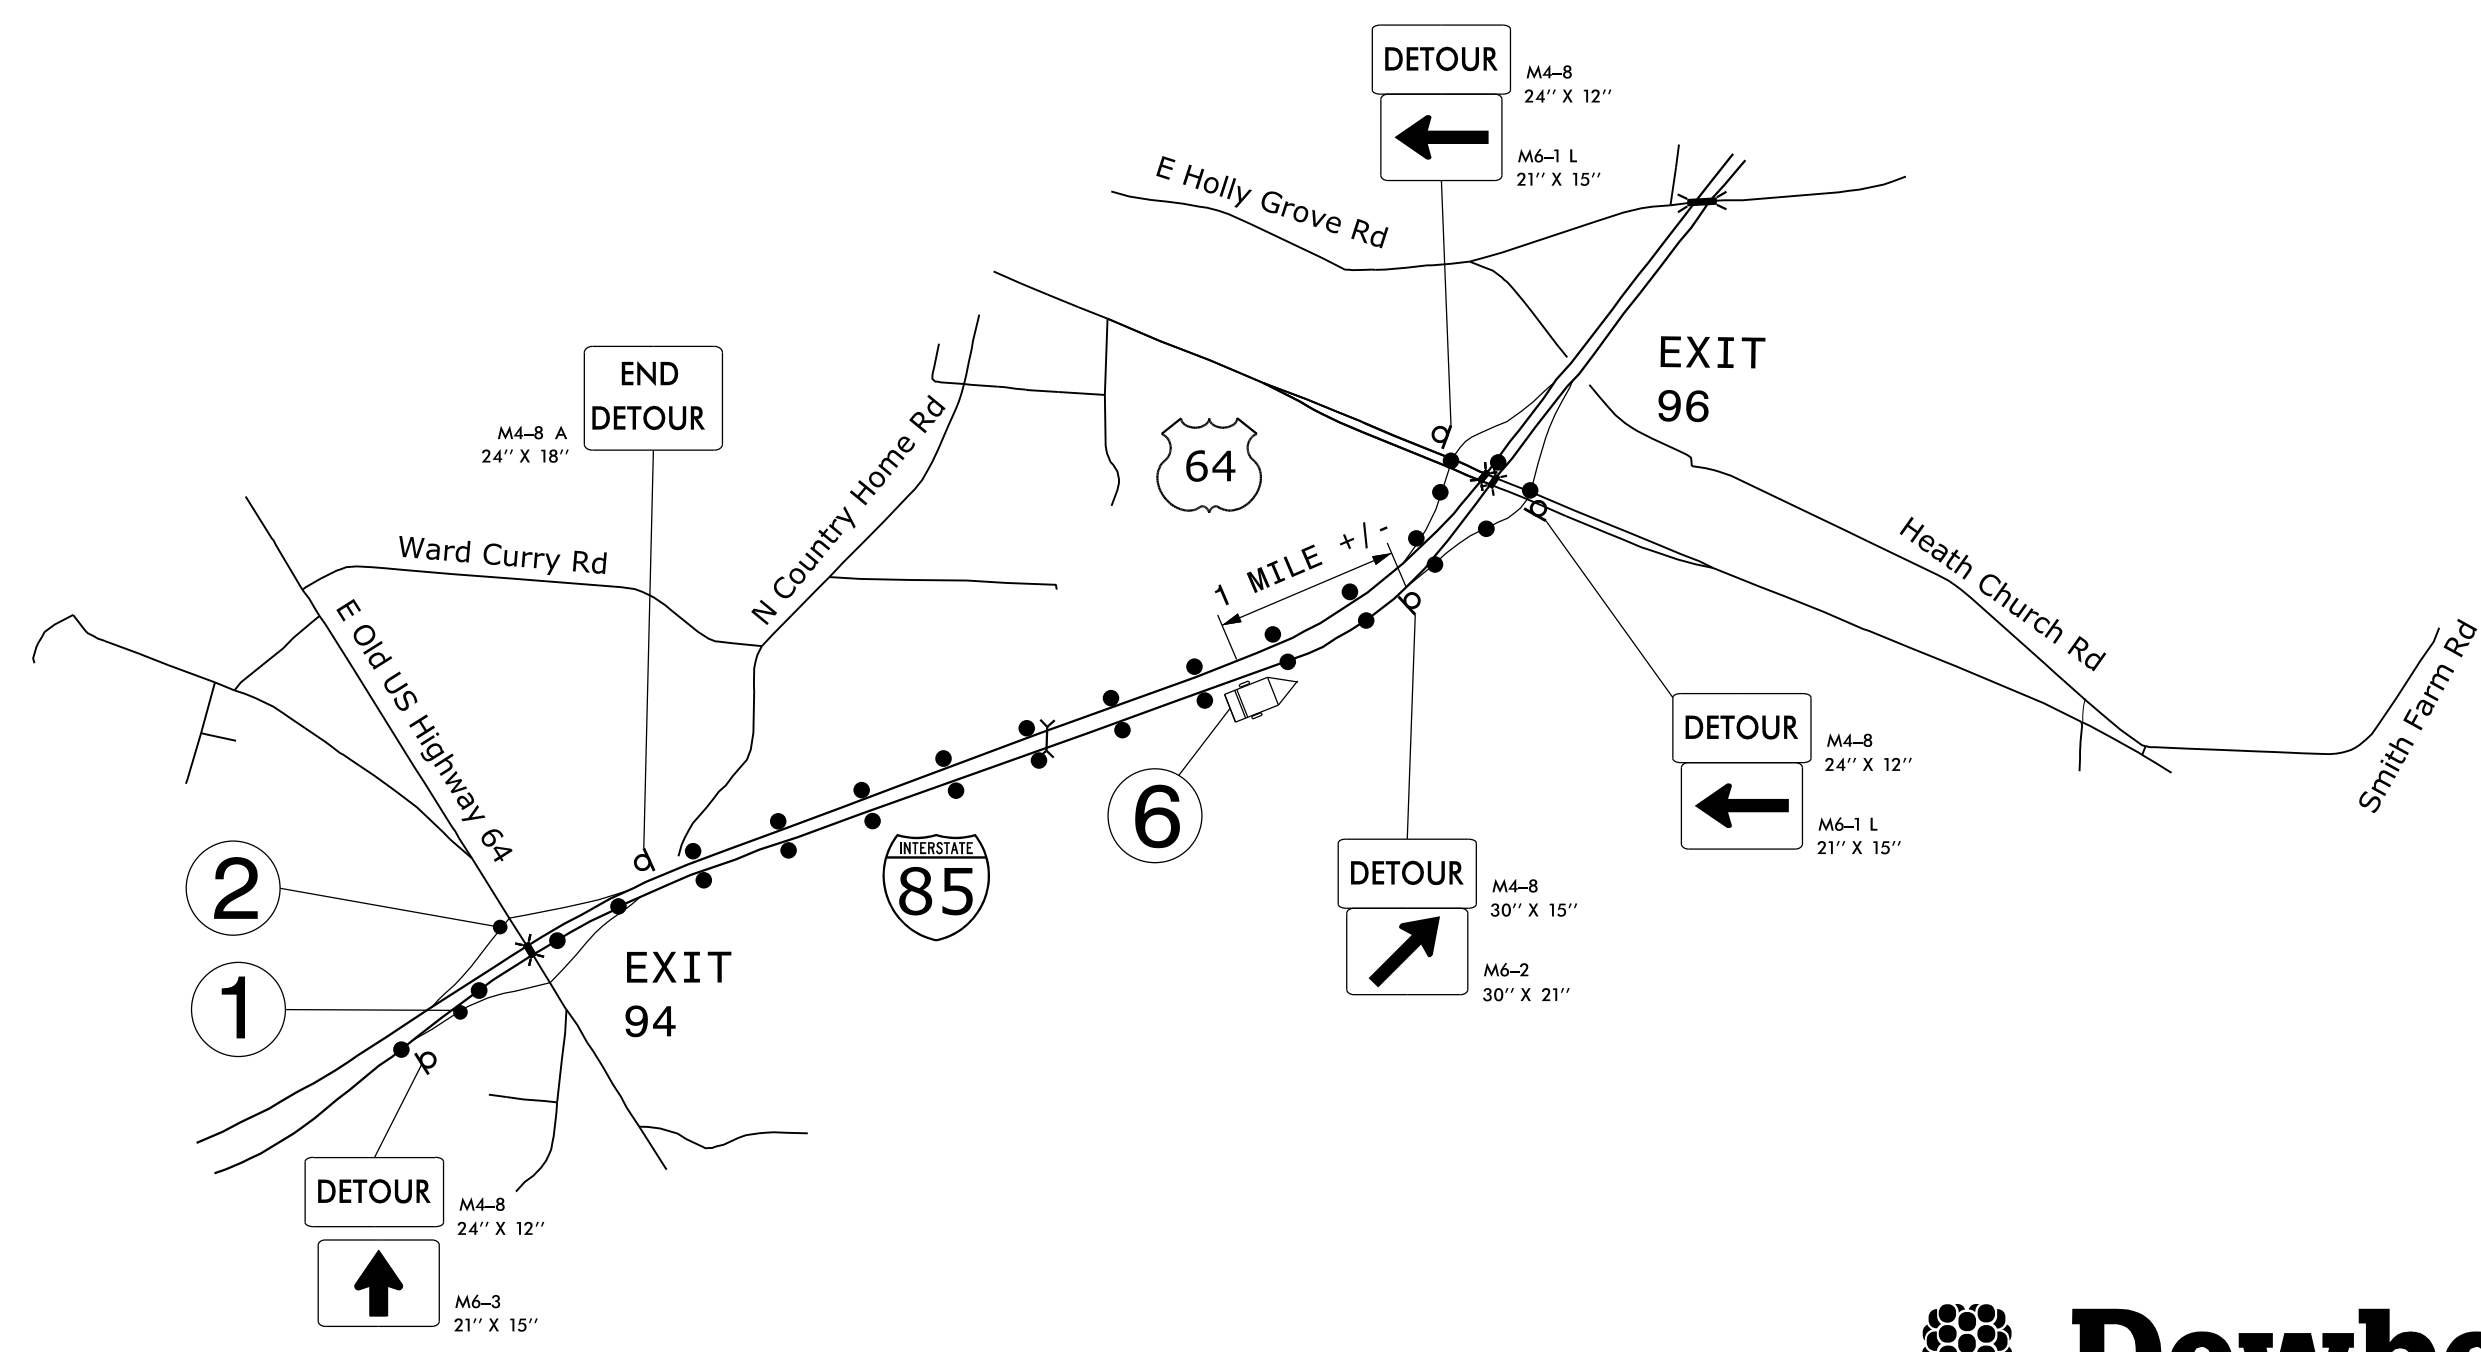 DETOUR
M4–8
24'' X 12''
M6–1 L
21'' X 15''
E Holly Grove Rd
EXIT
96
END
DETOUR
M4–8 A
24'' X 18''
N Country Home Rd
64
Ward Curry Rd
1 MILE +/-
Heath Church Rd
E Old US Highway 64
Smith Farm Rd
DETOUR
M4–8
24'' X 12''
M6–1 L
21'' X 15''
6
INTERSTATE
85
DETOUR
M4–8
30'' X 15''
M6–2
30'' X 21''
2
1
EXIT
94
DETOUR
M4–8
24'' X 12''
M6–3
21'' X 15''